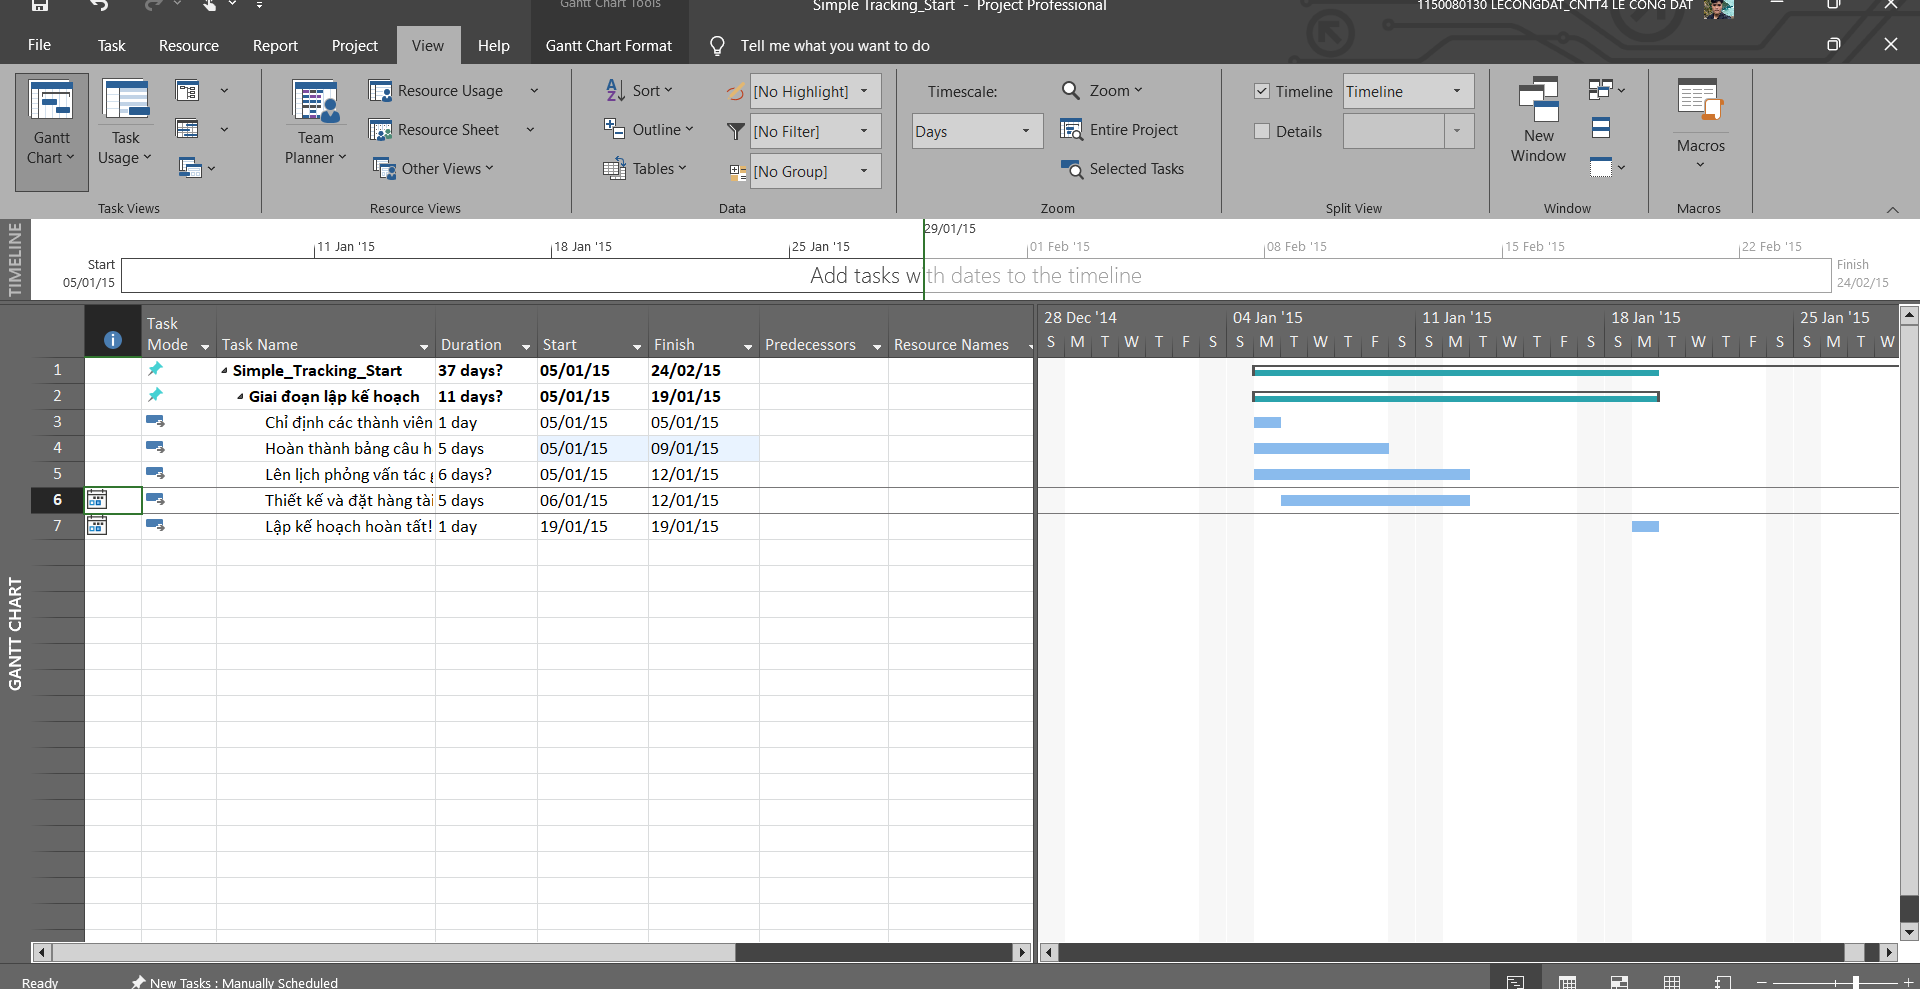 Gantt Chart Tools
Simple Tracking_Start - Project Professional
1150080130 LECONGDAT_CNTT4 LE CONG DAT
File Task Resource Report Project View Help Gantt Chart Format Tell me what you want to do
Gantt Chart
Task Usage
Task Views
Team Planner
Resource Usage
Resource Sheet
Other Views
Resource Views
Sort
Outline
Tables
[No Highlight]
[No Filter]
[No Group]
Data
Timescale:
Days
Zoom
Entire Project
Selected Tasks
Zoom
Timeline Timeline
Details
Split View
New Window
Window
Macros
Macros
TIMELINE
29/01/15
11 Jan '15 18 Jan '15 25 Jan '15 01 Feb '15 08 Feb '15 15 Feb '15 22 Feb '15
Start
05/01/15
Add tasks with dates to the timeline
Finish
24/02/15
GANTT CHART
Task Mode Task Name Duration Start Finish Predecessors Resource Names
28 Dec '14 04 Jan '15 11 Jan '15 18 Jan '15 25 Jan '15
S M T W T F S S M T W T F S S M T W T F S S M T W T F S S M T W
1 Simple_Tracking_Start 37 days? 05/01/15 24/02/15
2 Giai đoạn lập kế hoạch 11 days? 05/01/15 19/01/15
3 Chỉ định các thành viên 1 day 05/01/15 05/01/15
4 Hoàn thành bảng câu h 5 days 05/01/15 09/01/15
5 Lên lịch phỏng vấn tác g 6 days? 05/01/15 12/01/15
6 Thiết kế và đặt hàng tài 5 days 06/01/15 12/01/15
7 Lập kế hoạch hoàn tất! 1 day 19/01/15 19/01/15
Ready New Tasks : Manually Scheduled